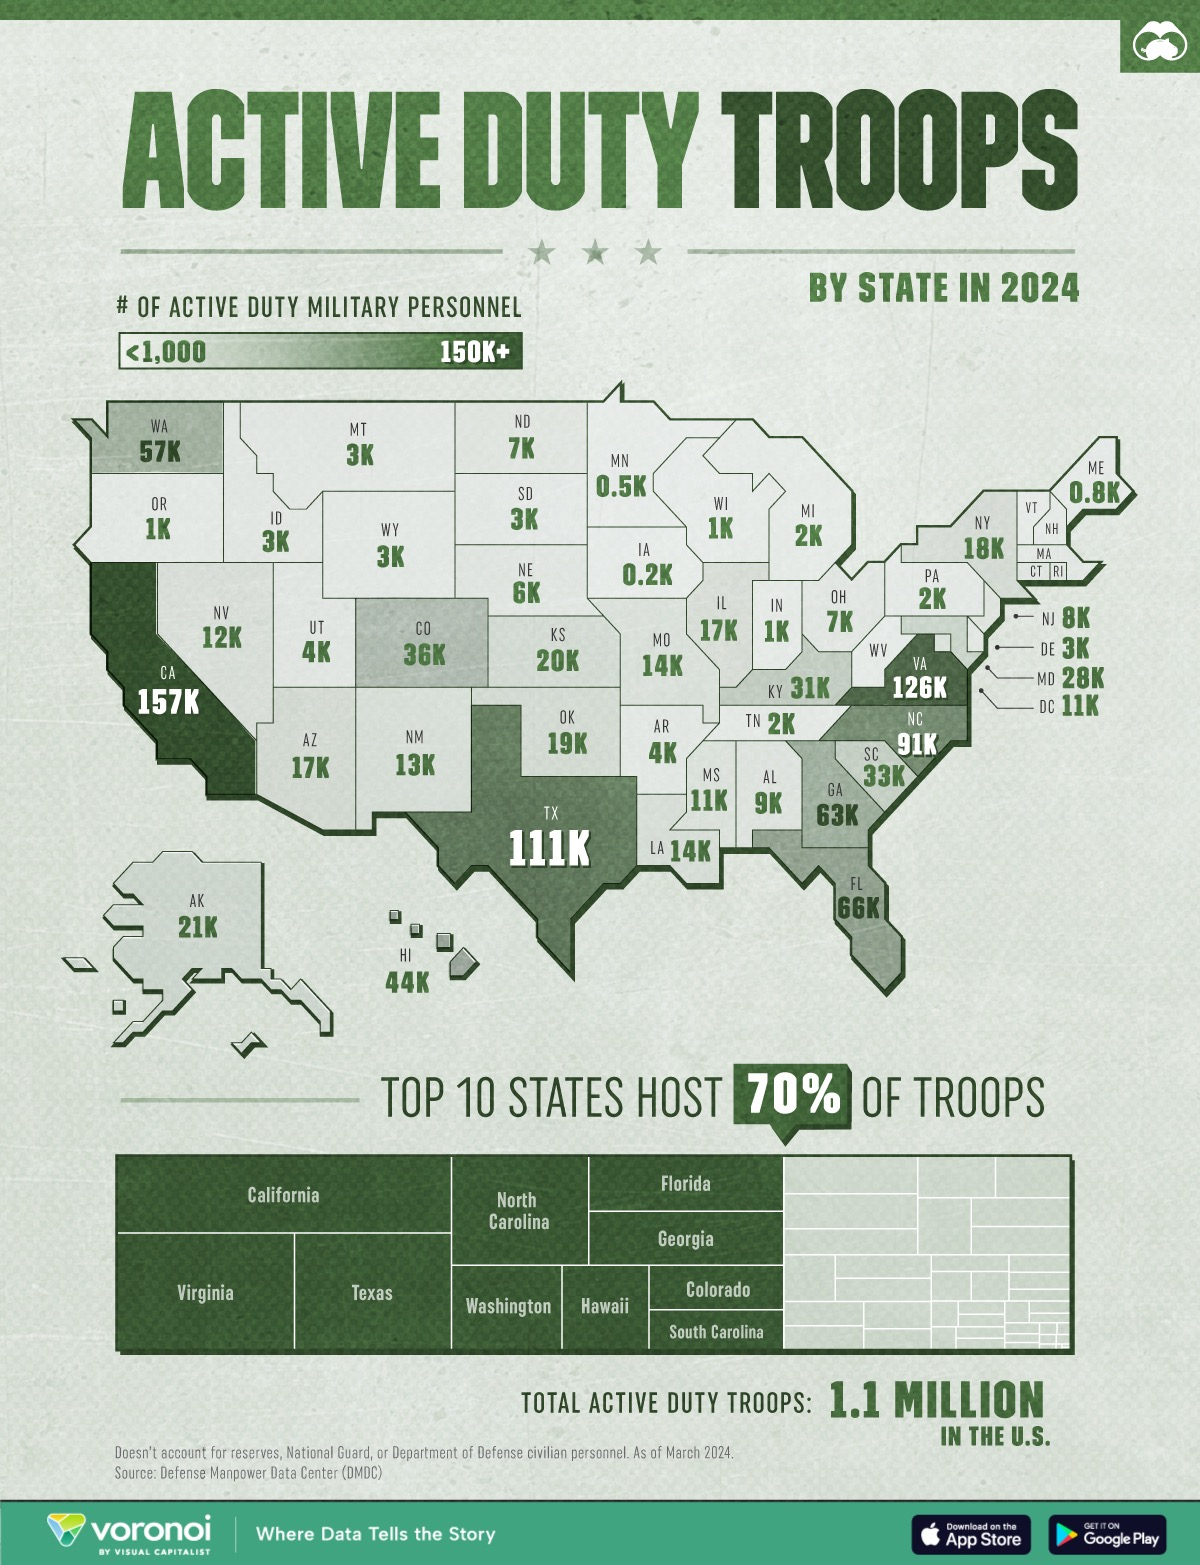 ACTIVE DUTY TROOPS
BY STATE IN 2024
# OF ACTIVE DUTY MILITARY PERSONNEL
<1,000 150K+
WA
57K
OR
1K
CA
157K
NV
12K
ID
3K
MT
3K
WY
3K
UT
4K
AZ
17K
CO
36K
NM
13K
ND
7K
SD
3K
NE
6K
KS
20K
OK
19K
TX
111K
MN
0.5K
IA
0.2K
MO
14K
AR
4K
LA 14K
WI
1K
IL
17K
MI
2K
IN
1K
OH
7K
KY 31K
TN 2K
MS
11K
AL
9K
GA
63K
FL
66K
SC
33K
NC
91K
VA
126K
WV
PA
2K
NY
18K
VT
NH
ME
0.8K
MA
CT
RI
NJ 8K
DE 3K
MD 28K
DC 11K
AK
21K
HI
44K
TOP 10 STATES HOST 70% OF TROOPS
California
Virginia
Texas
North
Carolina
Florida
Georgia
Washington
Hawaii
Colorado
South Carolina
TOTAL ACTIVE DUTY TROOPS: 1.1 MILLION
IN THE U.S.
Doesn't account for reserves, National Guard, or Department of Defense civilian personnel. As of March 2024.
Source: Defense Manpower Data Center (DMDC)
voronoi
BY VISUAL CAPITALIST
Where Data Tells the Story
Download on the
App Store
GET IT ON
Google Play